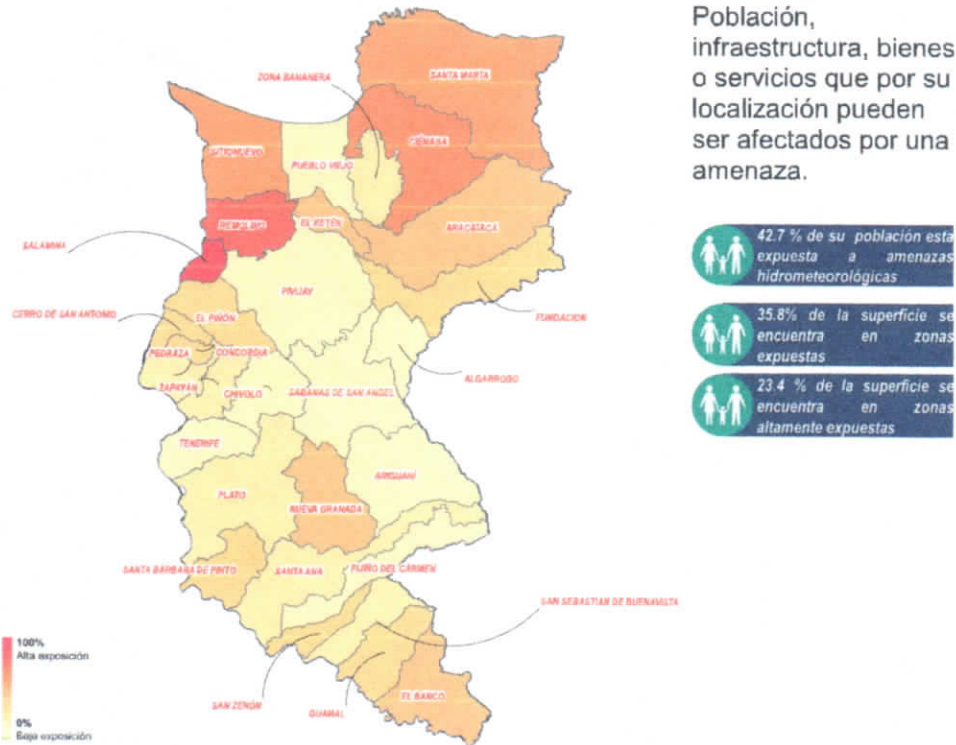 Población,
infraestructura, bienes
o servicios que por su
localización pueden
ser afectados por una
amenaza.
42.7 % de su población esta
expuesta a amenazas
hidrometeorológicas
35.8% de la superficie se
encuentra en zonas
expuestas
23.4 % de la superficie se
encuentra en zonas
altamente expuestas
ZONA BANANERA
SANTA MARTA
CIÉNAGA
SITIONUEVO
PUEBLO VIEJO
REMOLINO
EL RETÉN
ARACATACA
SALAMINA
PIVIJAY
CERRO DE SAN ANTONIO
EL PIÑÓN
FUNDACION
PEDRAZA
CONCORDIA
ALGARROBO
ZAPAYÁN
CHIVOLO
SABANAS DE SAN ANGEL
TENERIFE
ARIGUANÍ
PLATO
NUEVA GRANADA
SANTA BÁRBARA DE PINTO
SANTA ANA
PIJIÑO DEL CARMEN
SAN SEBASTIAN DE BUENAVISTA
SAN ZENÓN
GUAMAL
EL BANCO
100%
Alta exposición
0%
Baja exposición